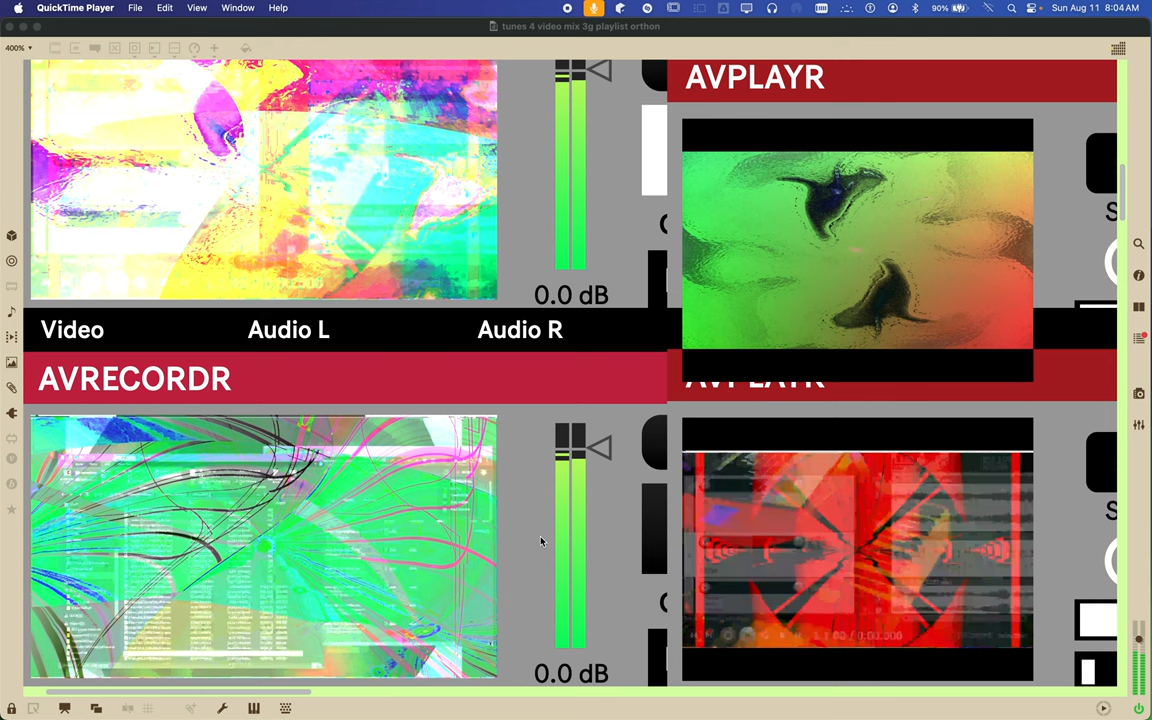 QuickTime Player File Edit View Window Help 90% Sun Aug 11 8:04 AM
tunes 4 video mix 3g playlist orthon
400%
AVPLAYR
0.0 dB
Video Audio L Audio R
AVRECORDR
AVPLAYR
0.0 dB